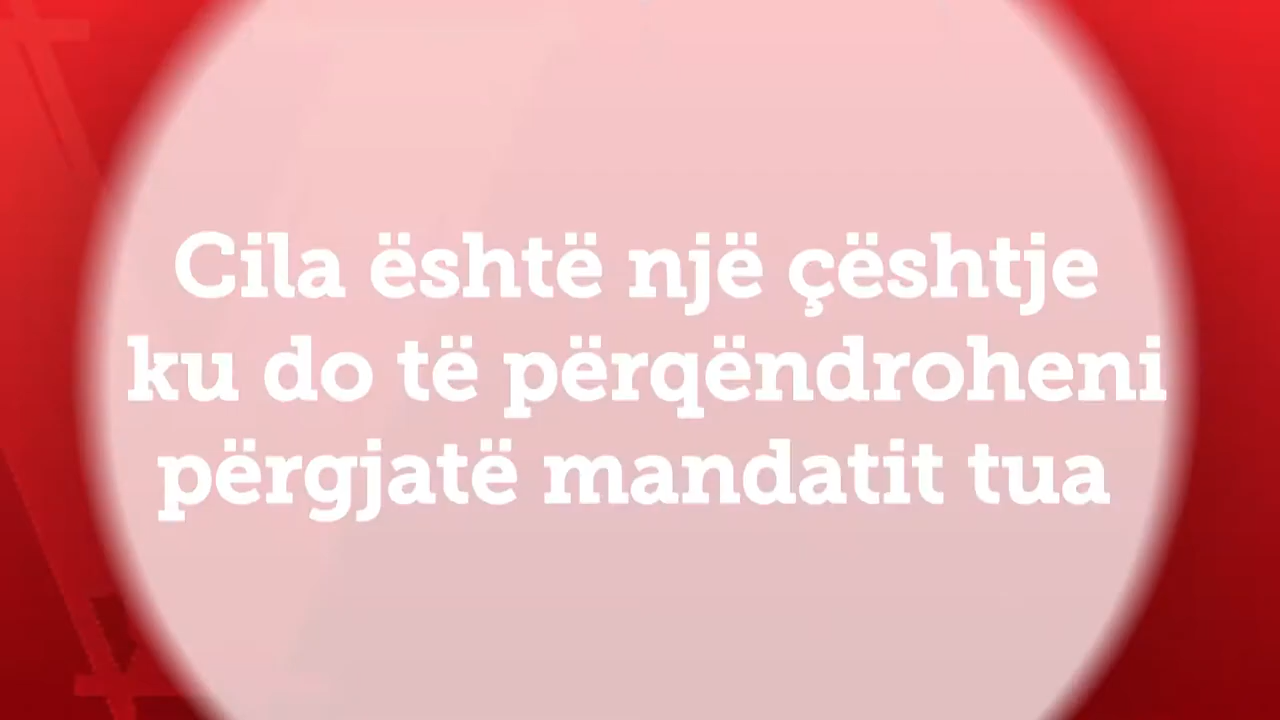 Cila është një çështje
ku do të përqëndroheni
përgjatë mandatit tua